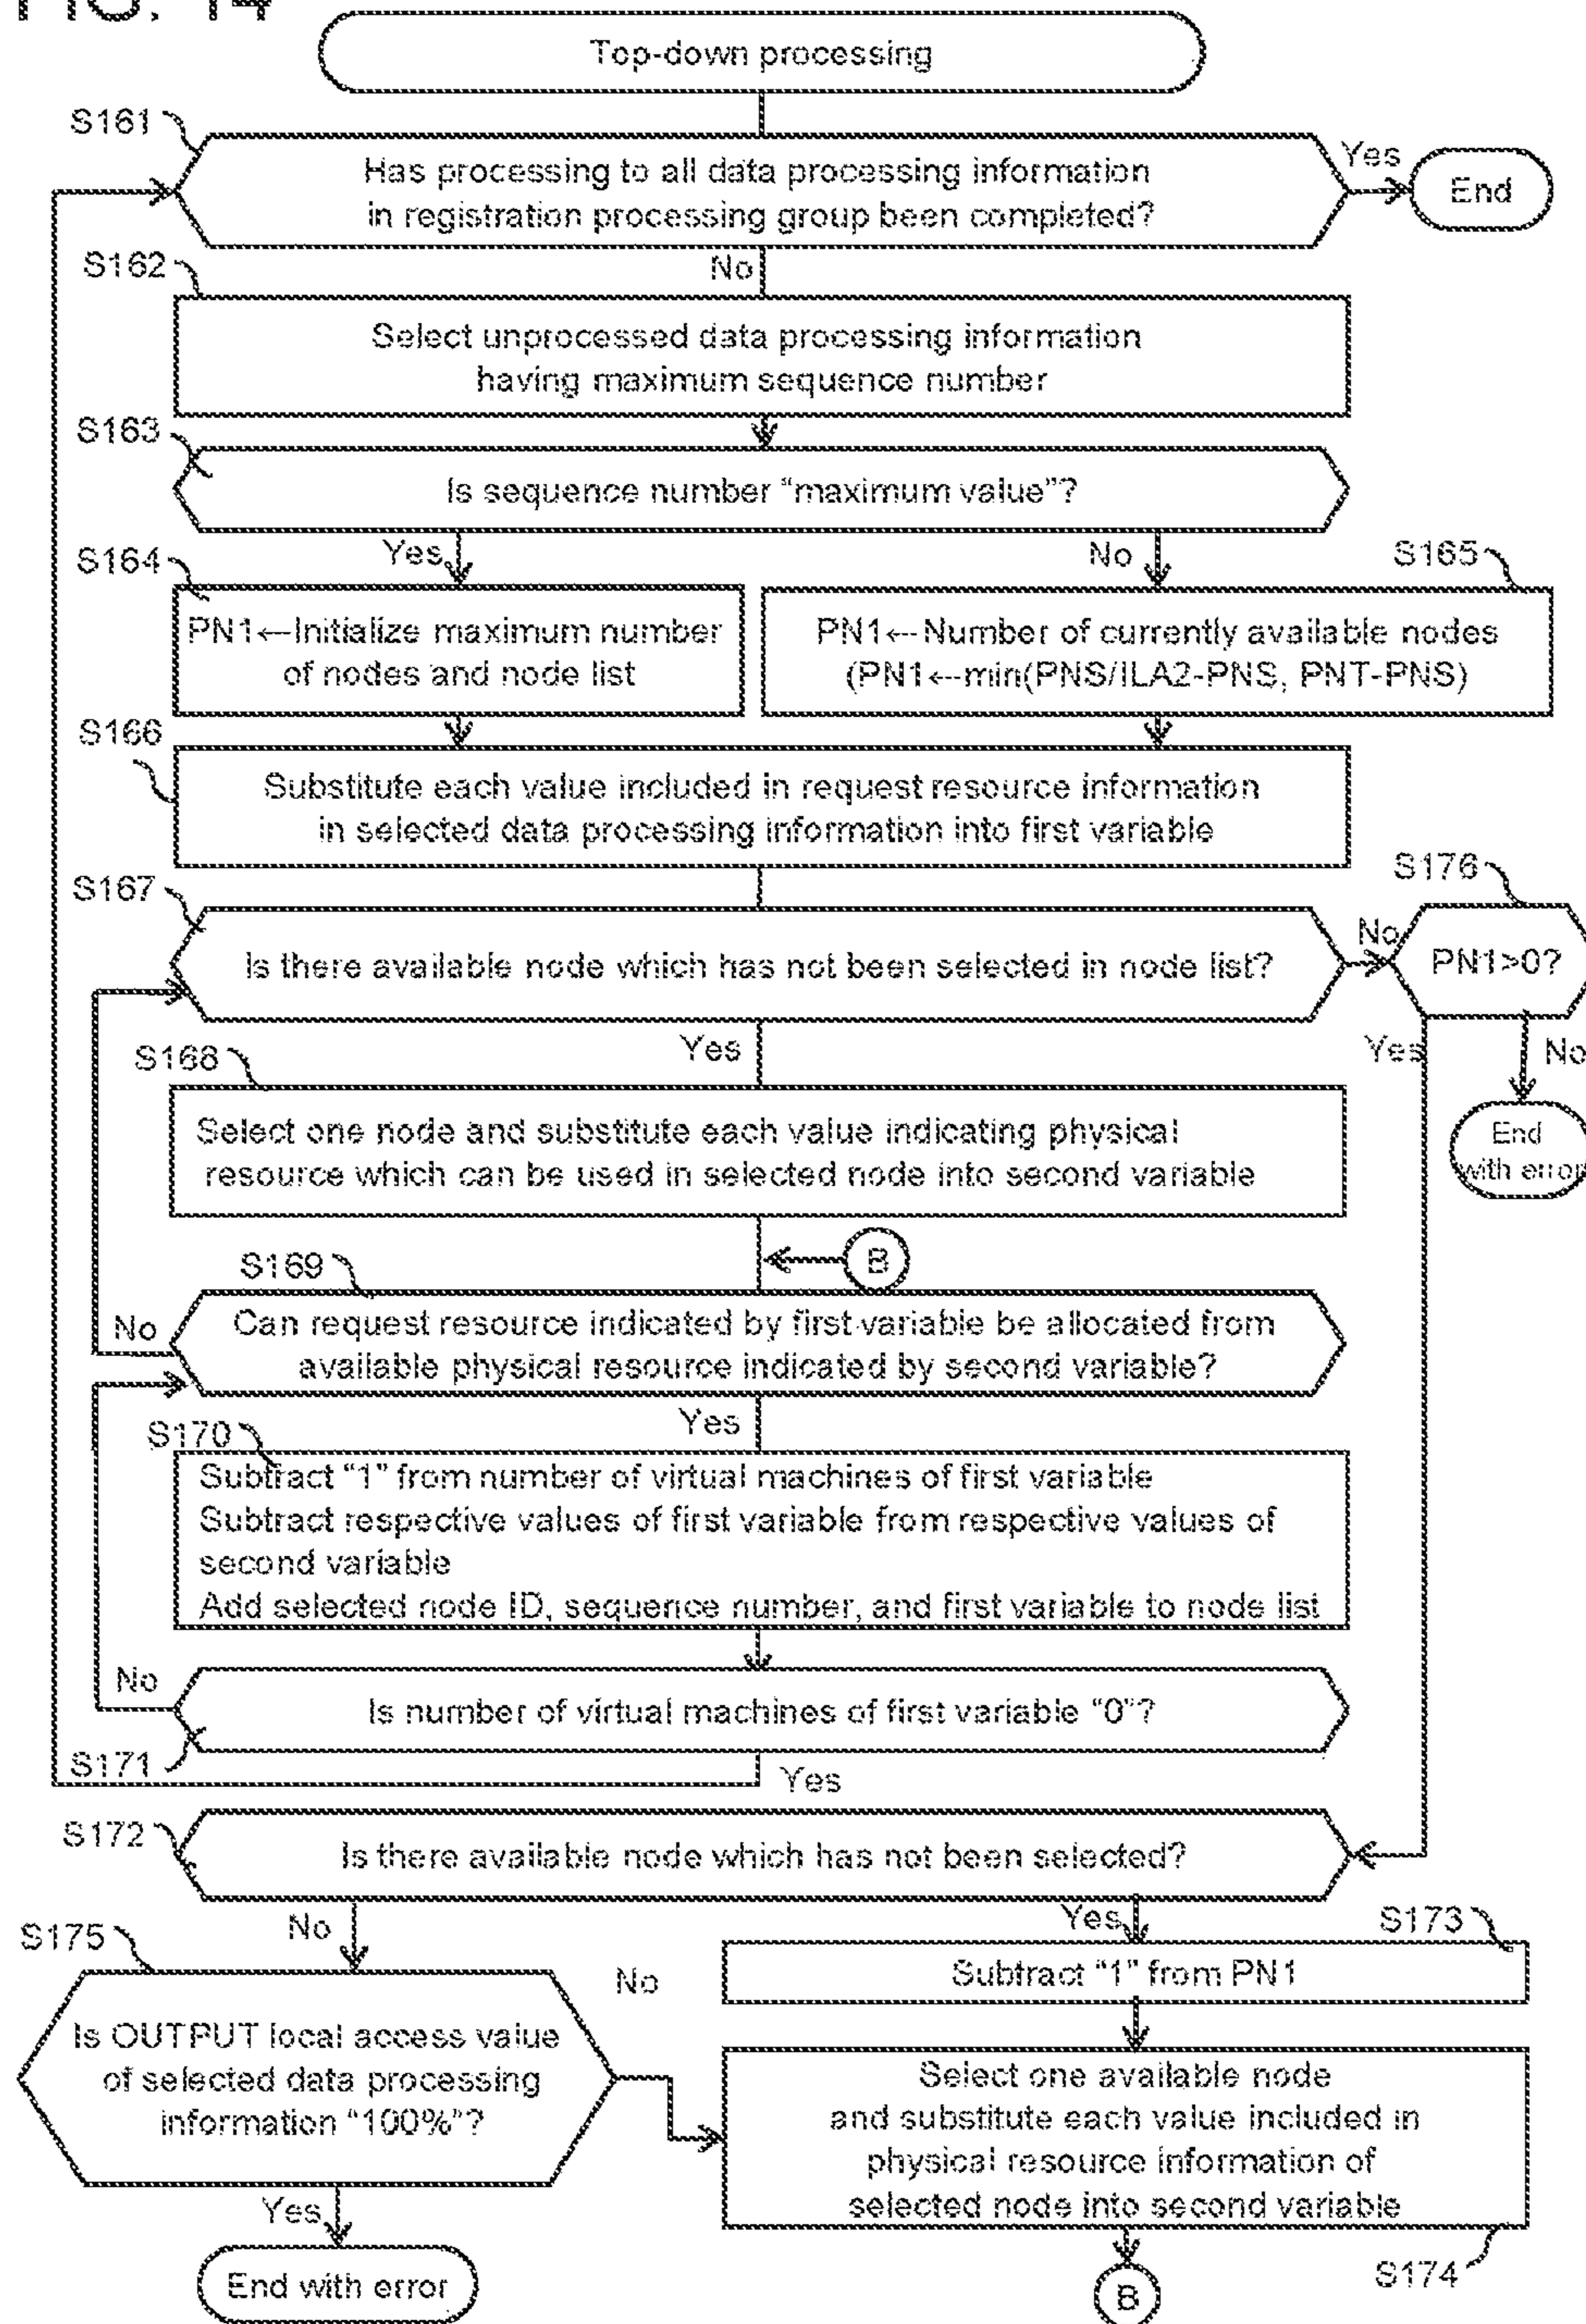 FIG. 14
Top-down processing
S161
Has processing to all data processing information
in registration processing group been completed?
Yes
End
No
S162
Select unprocessed data processing information
having maximum sequence number
S163
Is sequence number “maximum value”?
Yes
No
S164
PN1←Initialize maximum number
of nodes and node list
S165
PN1←Number of currently available nodes
(PN1←min(PNS/ILA2-PNS, PNT-PNS)
S166
Substitute each value included in request resource information
in selected data processing information into first variable
S167
Is there available node which has not been selected in node list?
No
S176
PN1>0?
Yes
Yes
No
End
with error
S168
Select one node and substitute each value indicating physical
resource which can be used in selected node into second variable
B
S169
Can request resource indicated by first variable be allocated from
available physical resource indicated by second variable?
No
Yes
S170
Subtract “1” from number of virtual machines of first variable
Subtract respective values of first variable from respective values of
second variable
Add selected node ID, sequence number, and first variable to node list
No
Is number of virtual machines of first variable “0”?
S171
Yes
S172
Is there available node which has not been selected?
No
Yes
S173
Subtract “1” from PN1
S175
Is OUTPUT local access value
of selected data processing
information “100%”?
No
Select one available node
and substitute each value included in
physical resource information of
selected node into second variable
S174
Yes
End with error
B